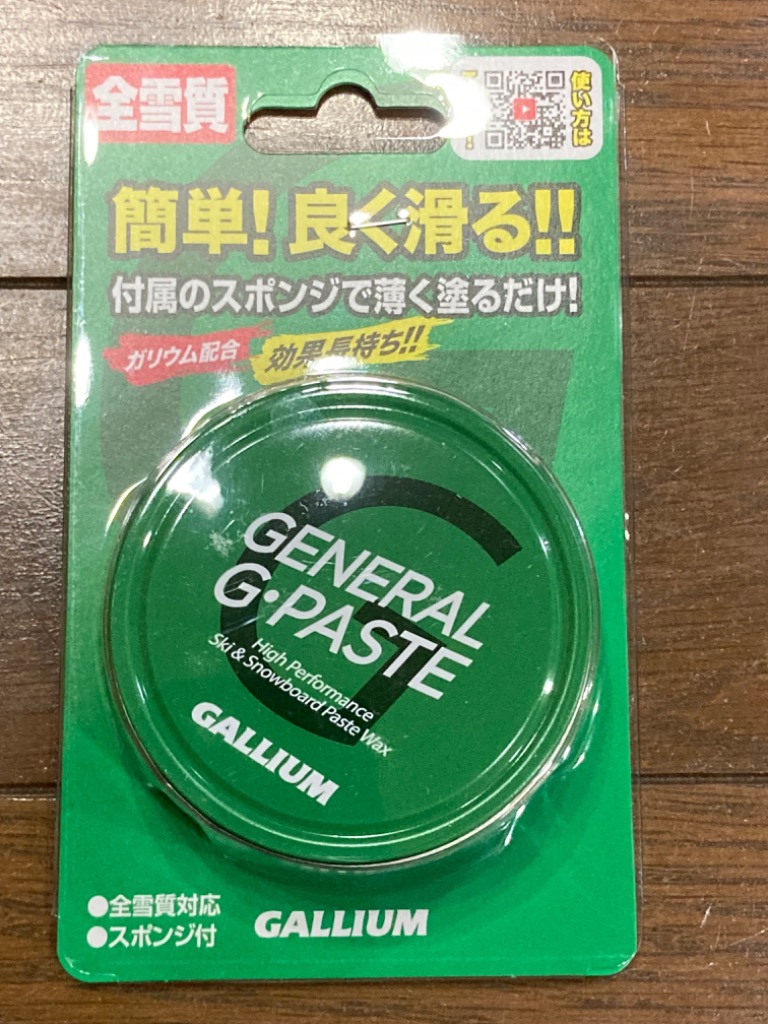 全雪質
使い方は
簡単！良く滑る!!
付属のスポンジで薄く塗るだけ！
ガリウム配合
効果長持ち!!
GENERAL
G・PASTE
High Performance
Ski & Snowboard Paste Wax
GALLIUM
●全雪質対応
●スポンジ付
GALLIUM